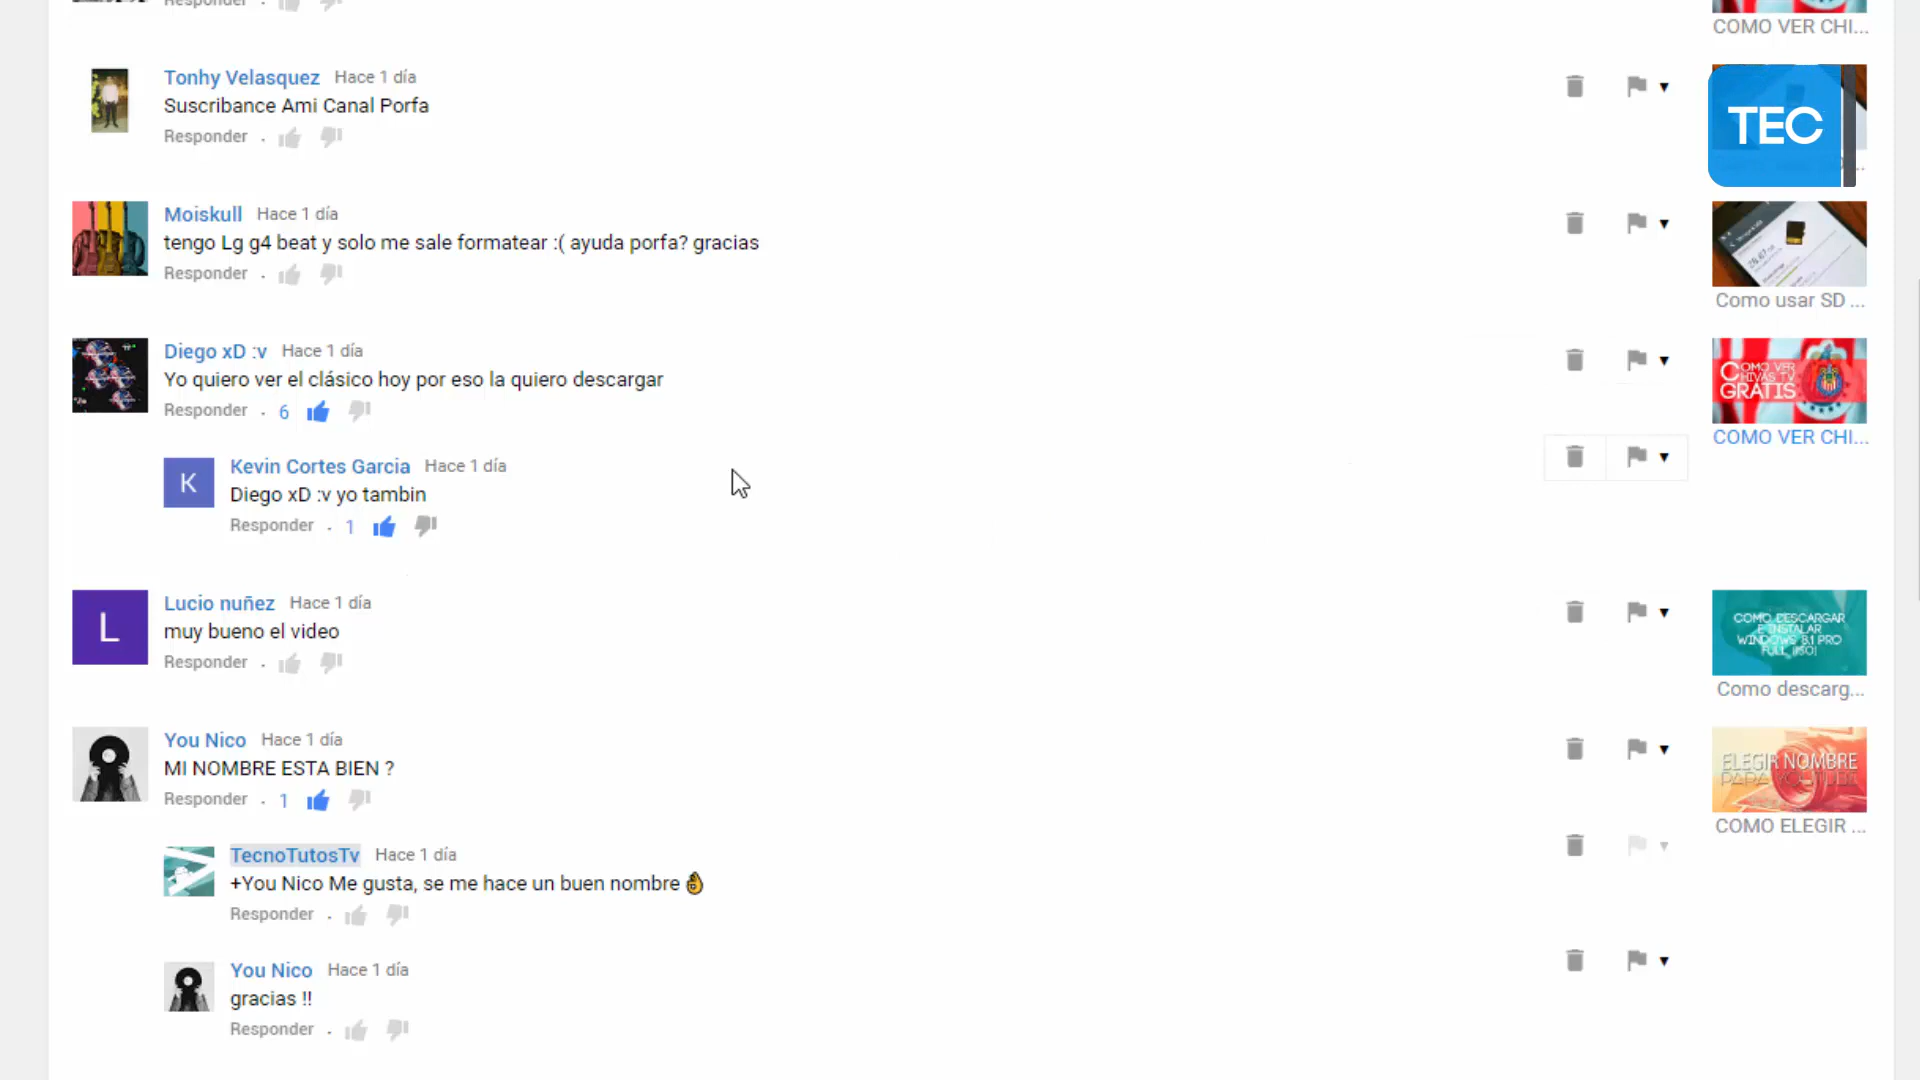 Responder .
COMO VER CHI...
Tonhy Velasquez Hace 1 día
Suscribance Ami Canal Porfa
Responder .
TEC
Moiskull Hace 1 día
tengo Lg g4 beat y solo me sale formatear :( ayuda porfa? gracias
Responder .
Como usar SD ...
Diego xD :v Hace 1 día
Yo quiero ver el clásico hoy por eso la quiero descargar
Responder . 6
COMO VER
CHIVAS TV
GRATIS
COMO VER CHI...
Kevin Cortes Garcia Hace 1 día
K
Diego xD :v yo tambin
Responder . 1
Lucio nuñez Hace 1 día
L
muy bueno el video
Responder .
COMO DESCARGAR
E INSTALAR
WINDOWS 8.1 PRO
FULL (ISO)
Como descarg...
You Nico Hace 1 día
MI NOMBRE ESTA BIEN ?
Responder . 1
ELEGIR NOMBRE
PARA YOUTUBE
COMO ELEGIR ...
TecnoTutosTv Hace 1 día
+You Nico Me gusta, se me hace un buen nombre 👌
Responder .
You Nico Hace 1 día
gracias !!
Responder .